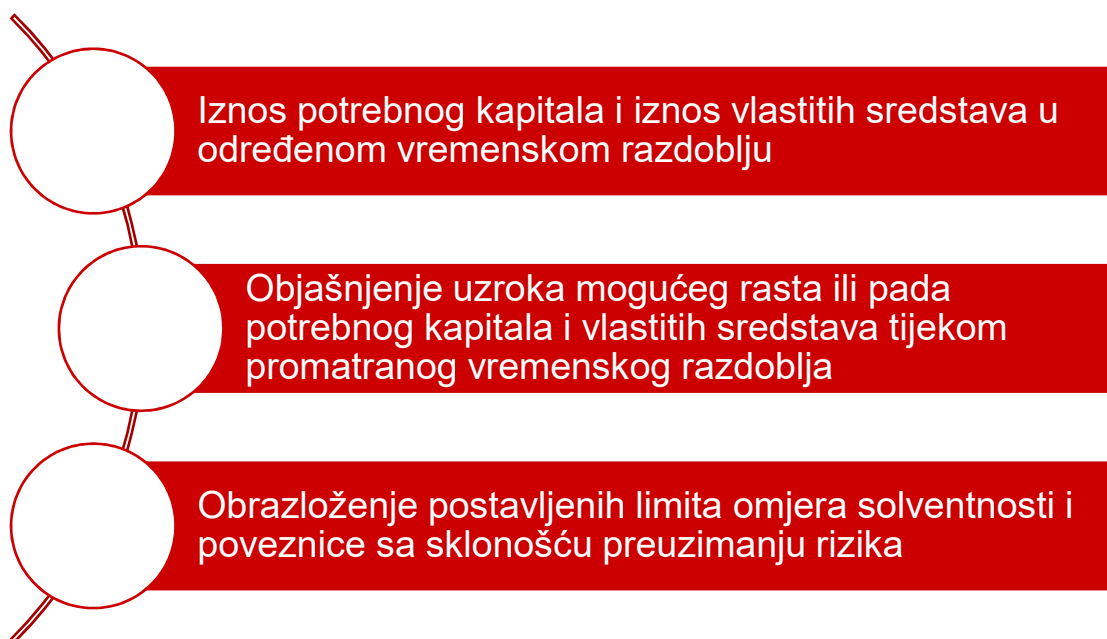 Iznos potrebnog kapitala i iznos vlastitih sredstava u
određenom vremenskom razdoblju
Objašnjenje uzroka mogućeg rasta ili pada
potrebnog kapitala i vlastitih sredstava tijekom
promatranog vremenskog razdoblja
Obrazloženje postavljenih limita omjera solventnosti i
poveznice sa sklonošću preuzimanju rizika